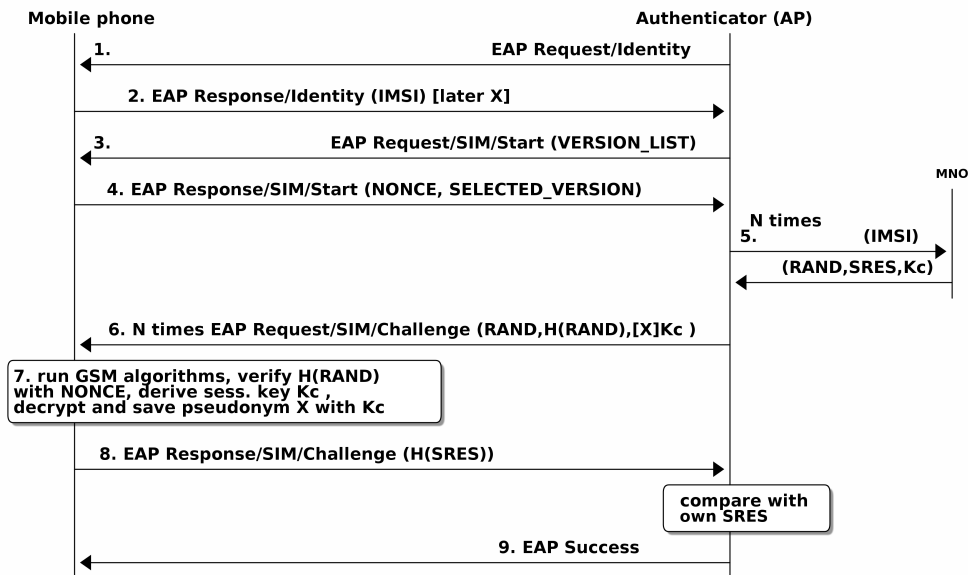 Mobile phone
Authenticator (AP)
1. EAP Request/Identity
2. EAP Response/Identity (IMSI) [later X]
3. EAP Request/SIM/Start (VERSION_LIST)
4. EAP Response/SIM/Start (NONCE, SELECTED_VERSION)
MNO
N times
5. (IMSI)
(RAND,SRES,Kc)
6. N times EAP Request/SIM/Challenge (RAND,H(RAND),[X]Kc )
7. run GSM algorithms, verify H(RAND)
with NONCE, derive sess. key Kc ,
decrypt and save pseudonym X with Kc
8. EAP Response/SIM/Challenge (H(SRES))
compare with
own SRES
9. EAP Success